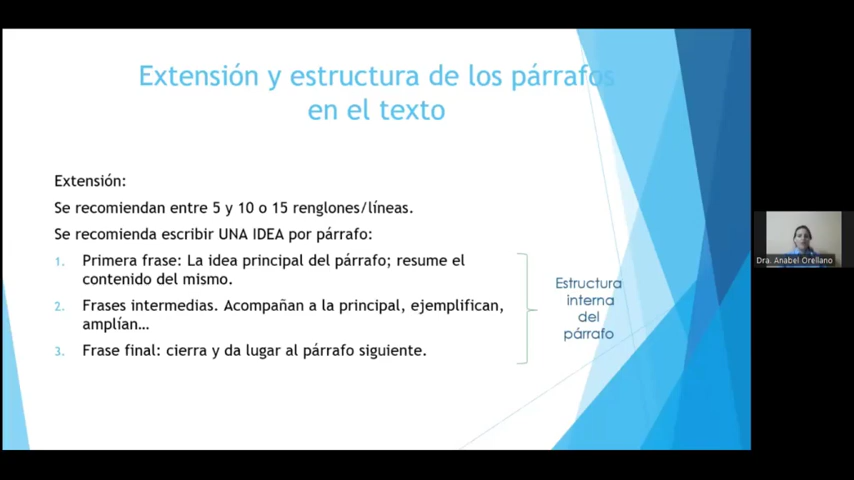 Extensión y estructura de los párrafos
en el texto
Extensión:
Se recomiendan entre 5 y 10 o 15 renglones/líneas.
Se recomienda escribir UNA IDEA por párrafo:
1. Primera frase: La idea principal del párrafo; resume el
contenido del mismo.
2. Frases intermedias. Acompañan a la principal, ejemplifican,
amplían…
3. Frase final: cierra y da lugar al párrafo siguiente.
Estructura
interna
del
párrafo
Dra. Anabel Orellano